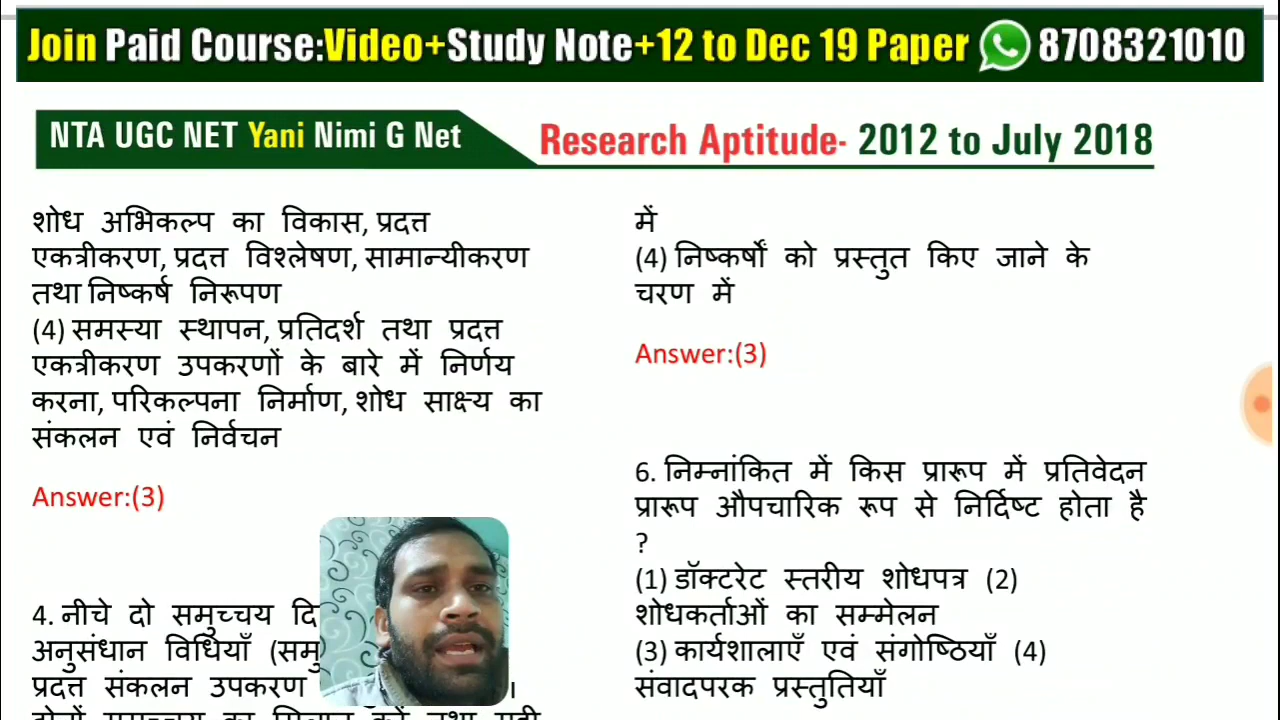 Join Paid Course:Video+Study Note+12 to Dec 19 Paper 8708321010
NTA UGC NET Yani Nimi G Net
Research Aptitude- 2012 to July 2018
शोध अभिकल्प का विकास, प्रदत्त
एकत्रीकरण, प्रदत्त विश्लेषण, सामान्यीकरण
तथा निष्कर्ष निरूपण
(4) समस्या स्थापन, प्रतिदर्श तथा प्रदत्त
एकत्रीकरण उपकरणों के बारे में निर्णय
करना, परिकल्पना निर्माण, शोध साक्ष्य का
संकलन एवं निर्वचन
Answer:(3)
4. नीचे दो समुच्चय
अनुसंधान विधियाँ
प्रदत्त संकलन उपकरण
में
(4) निष्कर्षों को प्रस्तुत किए जाने के
चरण में
Answer:(3)
6. निम्नांकित में किस प्रारूप में प्रतिवेदन
प्रारूप औपचारिक रूप से निर्दिष्ट होता है
?
(1) डॉक्टरेट स्तरीय शोधपत्र (2)
शोधकर्ताओं का सम्मेलन
(3) कार्यशालाएँ एवं संगोष्ठियाँ (4)
संवादपरक प्रस्तुतियाँ